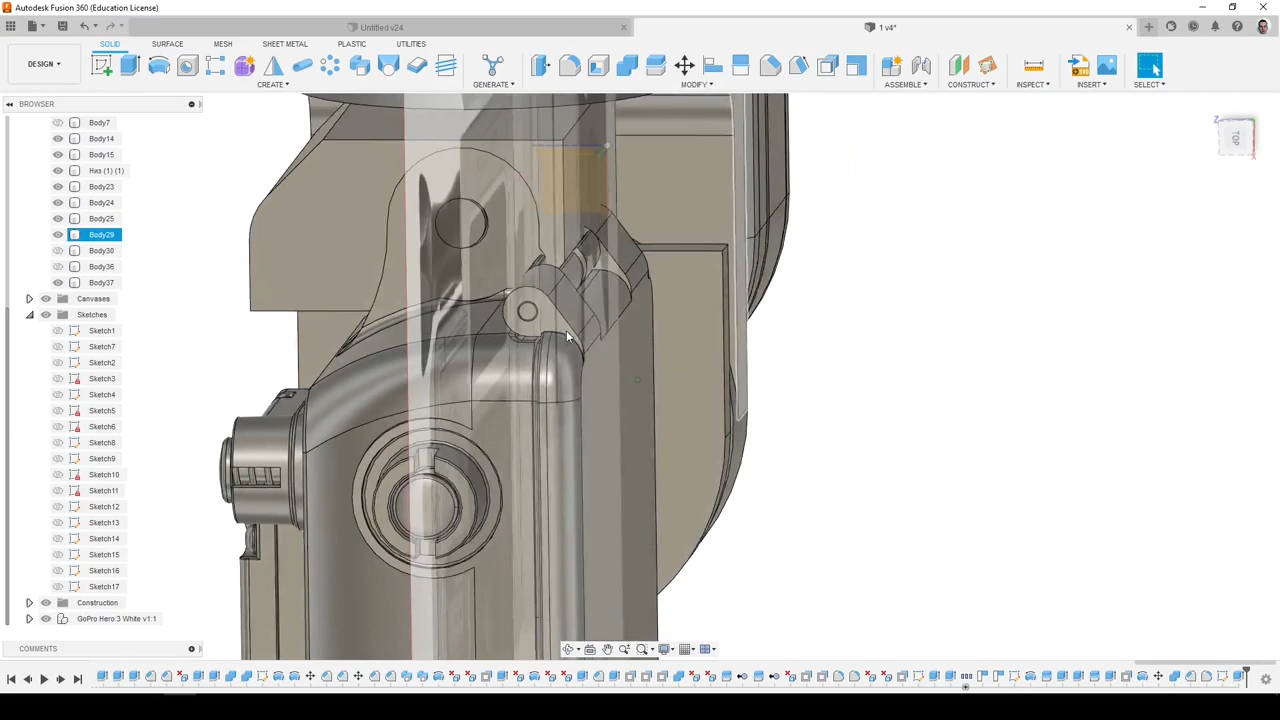 Autodesk Fusion 360 (Education License)
Untitled v24
1 v4*
SOLID SURFACE MESH SHEET METAL PLASTIC UTILITIES
DESIGN
CREATE GENERATE MODIFY ASSEMBLE CONSTRUCT INSPECT INSERT SELECT
BROWSER
Body7
Body14
Body15
Низ (1) (1)
Body23
Body24
Body25
Body29
Body30
Body36
Body37
Canvases
Sketches
Sketch1
Sketch7
Sketch2
Sketch3
Sketch4
Sketch5
Sketch6
Sketch8
Sketch9
Sketch10
Sketch11
Sketch12
Sketch13
Sketch14
Sketch15
Sketch16
Sketch17
Construction
GoPro Hero 3 White v1:1
COMMENTS
Z
TOP
X